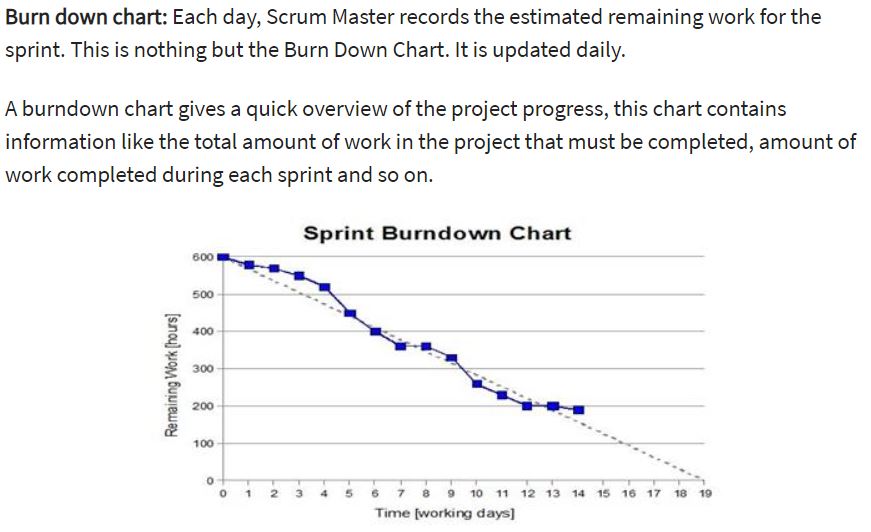 Burn down chart: Each day, Scrum Master records the estimated remaining work for the
sprint. This is nothing but the Burn Down Chart. It is updated daily.
A burndown chart gives a quick overview of the project progress, this chart contains
information like the total amount of work in the project that must be completed, amount of
work completed during each sprint and so on.
Sprint Burndown Chart
Remaining Work [hours]
600
500
400
300
200
100
0
0 1 2 3 4 5 6 7 8 9 10 11 12 13 14 15 16 17 18 19
Time [working days]